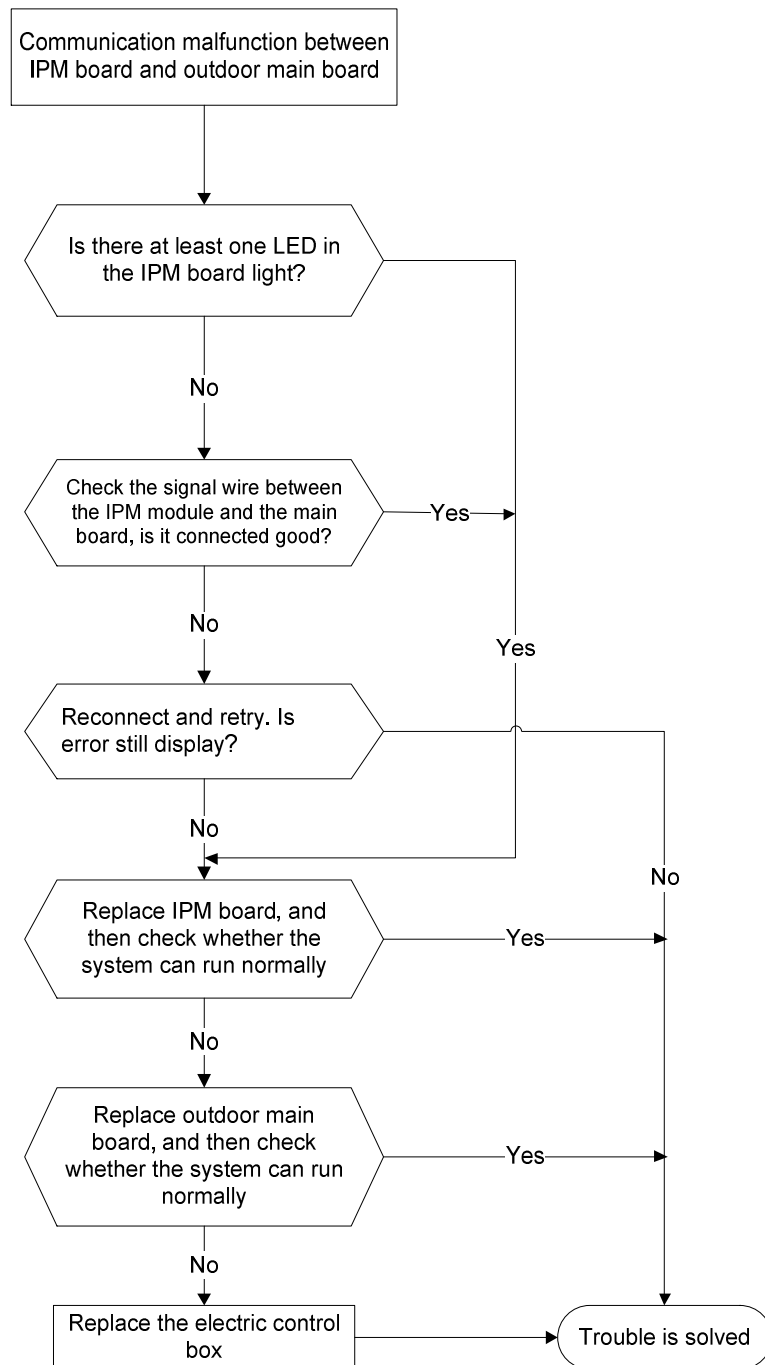 Communication malfunction between
IPM board and outdoor main board
Is there at least one LED in
the IPM board light?
No
Check the signal wire between
the IPM module and the main
board, is it connected good?
Yes
No
Yes
Reconnect and retry. Is
error still display?
No
No
Replace IPM board, and
then check whether the
system can run normally
Yes
No
Replace outdoor main
board, and then check
whether the system can run
normally
Yes
No
Replace the electric control
box
Trouble is solved